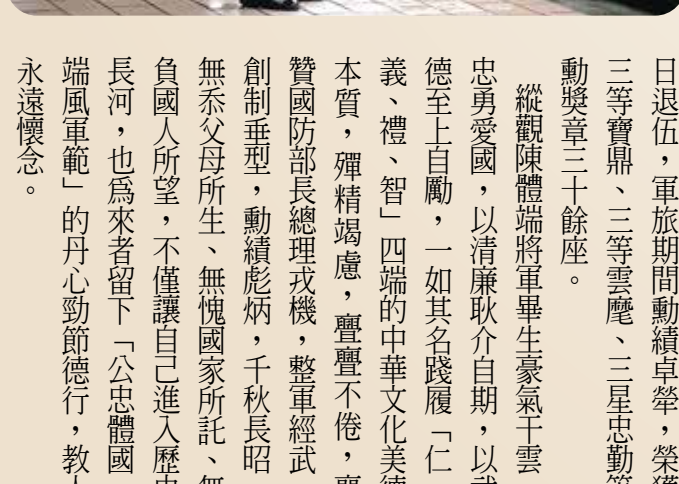 日退伍，軍旅期間勳績卓犖，榮獲
三等寶鼎、三等雲麾、三星忠勤等
勳獎章三十餘座。
縱觀陳體端將軍畢生豪氣干雲
忠勇愛國，以清廉耿介自期，以武
德至上自勵，一如其名踐履「仁
義、禮、智」四端的中華文化美德
本質，殫精竭慮，亹亹不倦，襄
贊國防部長總理戎機，整軍經武
創制垂型，勳績彪炳，千秋長昭
無忝父母所生、無愧國家所託、無
負國人所望，不僅讓自己進入歷史
長河，也為來者留下「公忠體國
端風軍範」的丹心勁節德行，教人
永遠懷念。